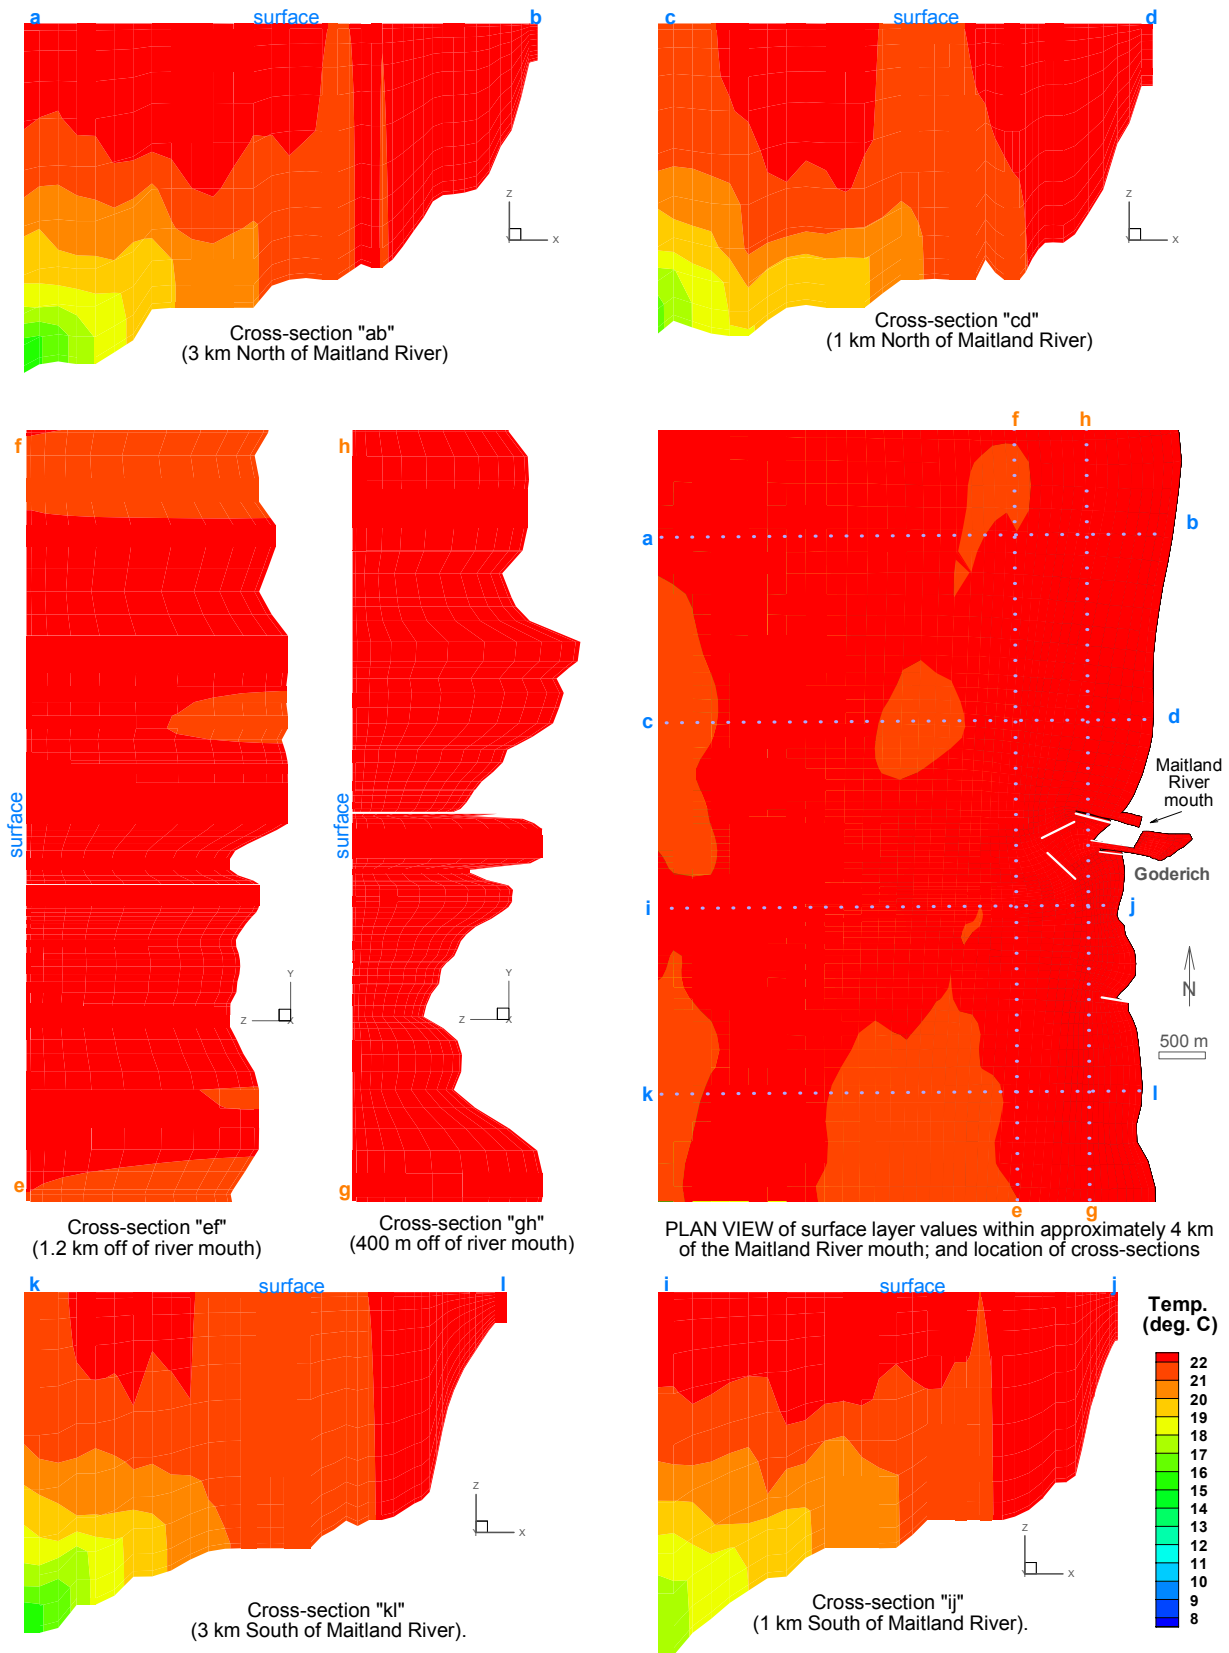 a surface b
c surface d
Z
X
Y
Z
X
Y
Cross-section "ab"
(3 km North of Maitland River)
Cross-section "cd"
(1 km North of Maitland River)
f
surface
e
Y
Z
X
Cross-section "ef"
(1.2 km off of river mouth)
h
surface
g
Y
Z
X
Cross-section "gh"
(400 m off of river mouth)
f h
a b
c d
Maitland
River
mouth
Goderich
i j
N
500 m
k l
e g
PLAN VIEW of surface layer values within approximately 4 km
of the Maitland River mouth; and location of cross-sections
k surface l
Z
X
Y
Cross-section "kl"
(3 km South of Maitland River).
i surface j
Z
X
Y
Cross-section "ij"
(1 km South of Maitland River).
Temp.
(deg. C)
22
21
20
19
18
17
16
15
14
13
12
11
10
9
8